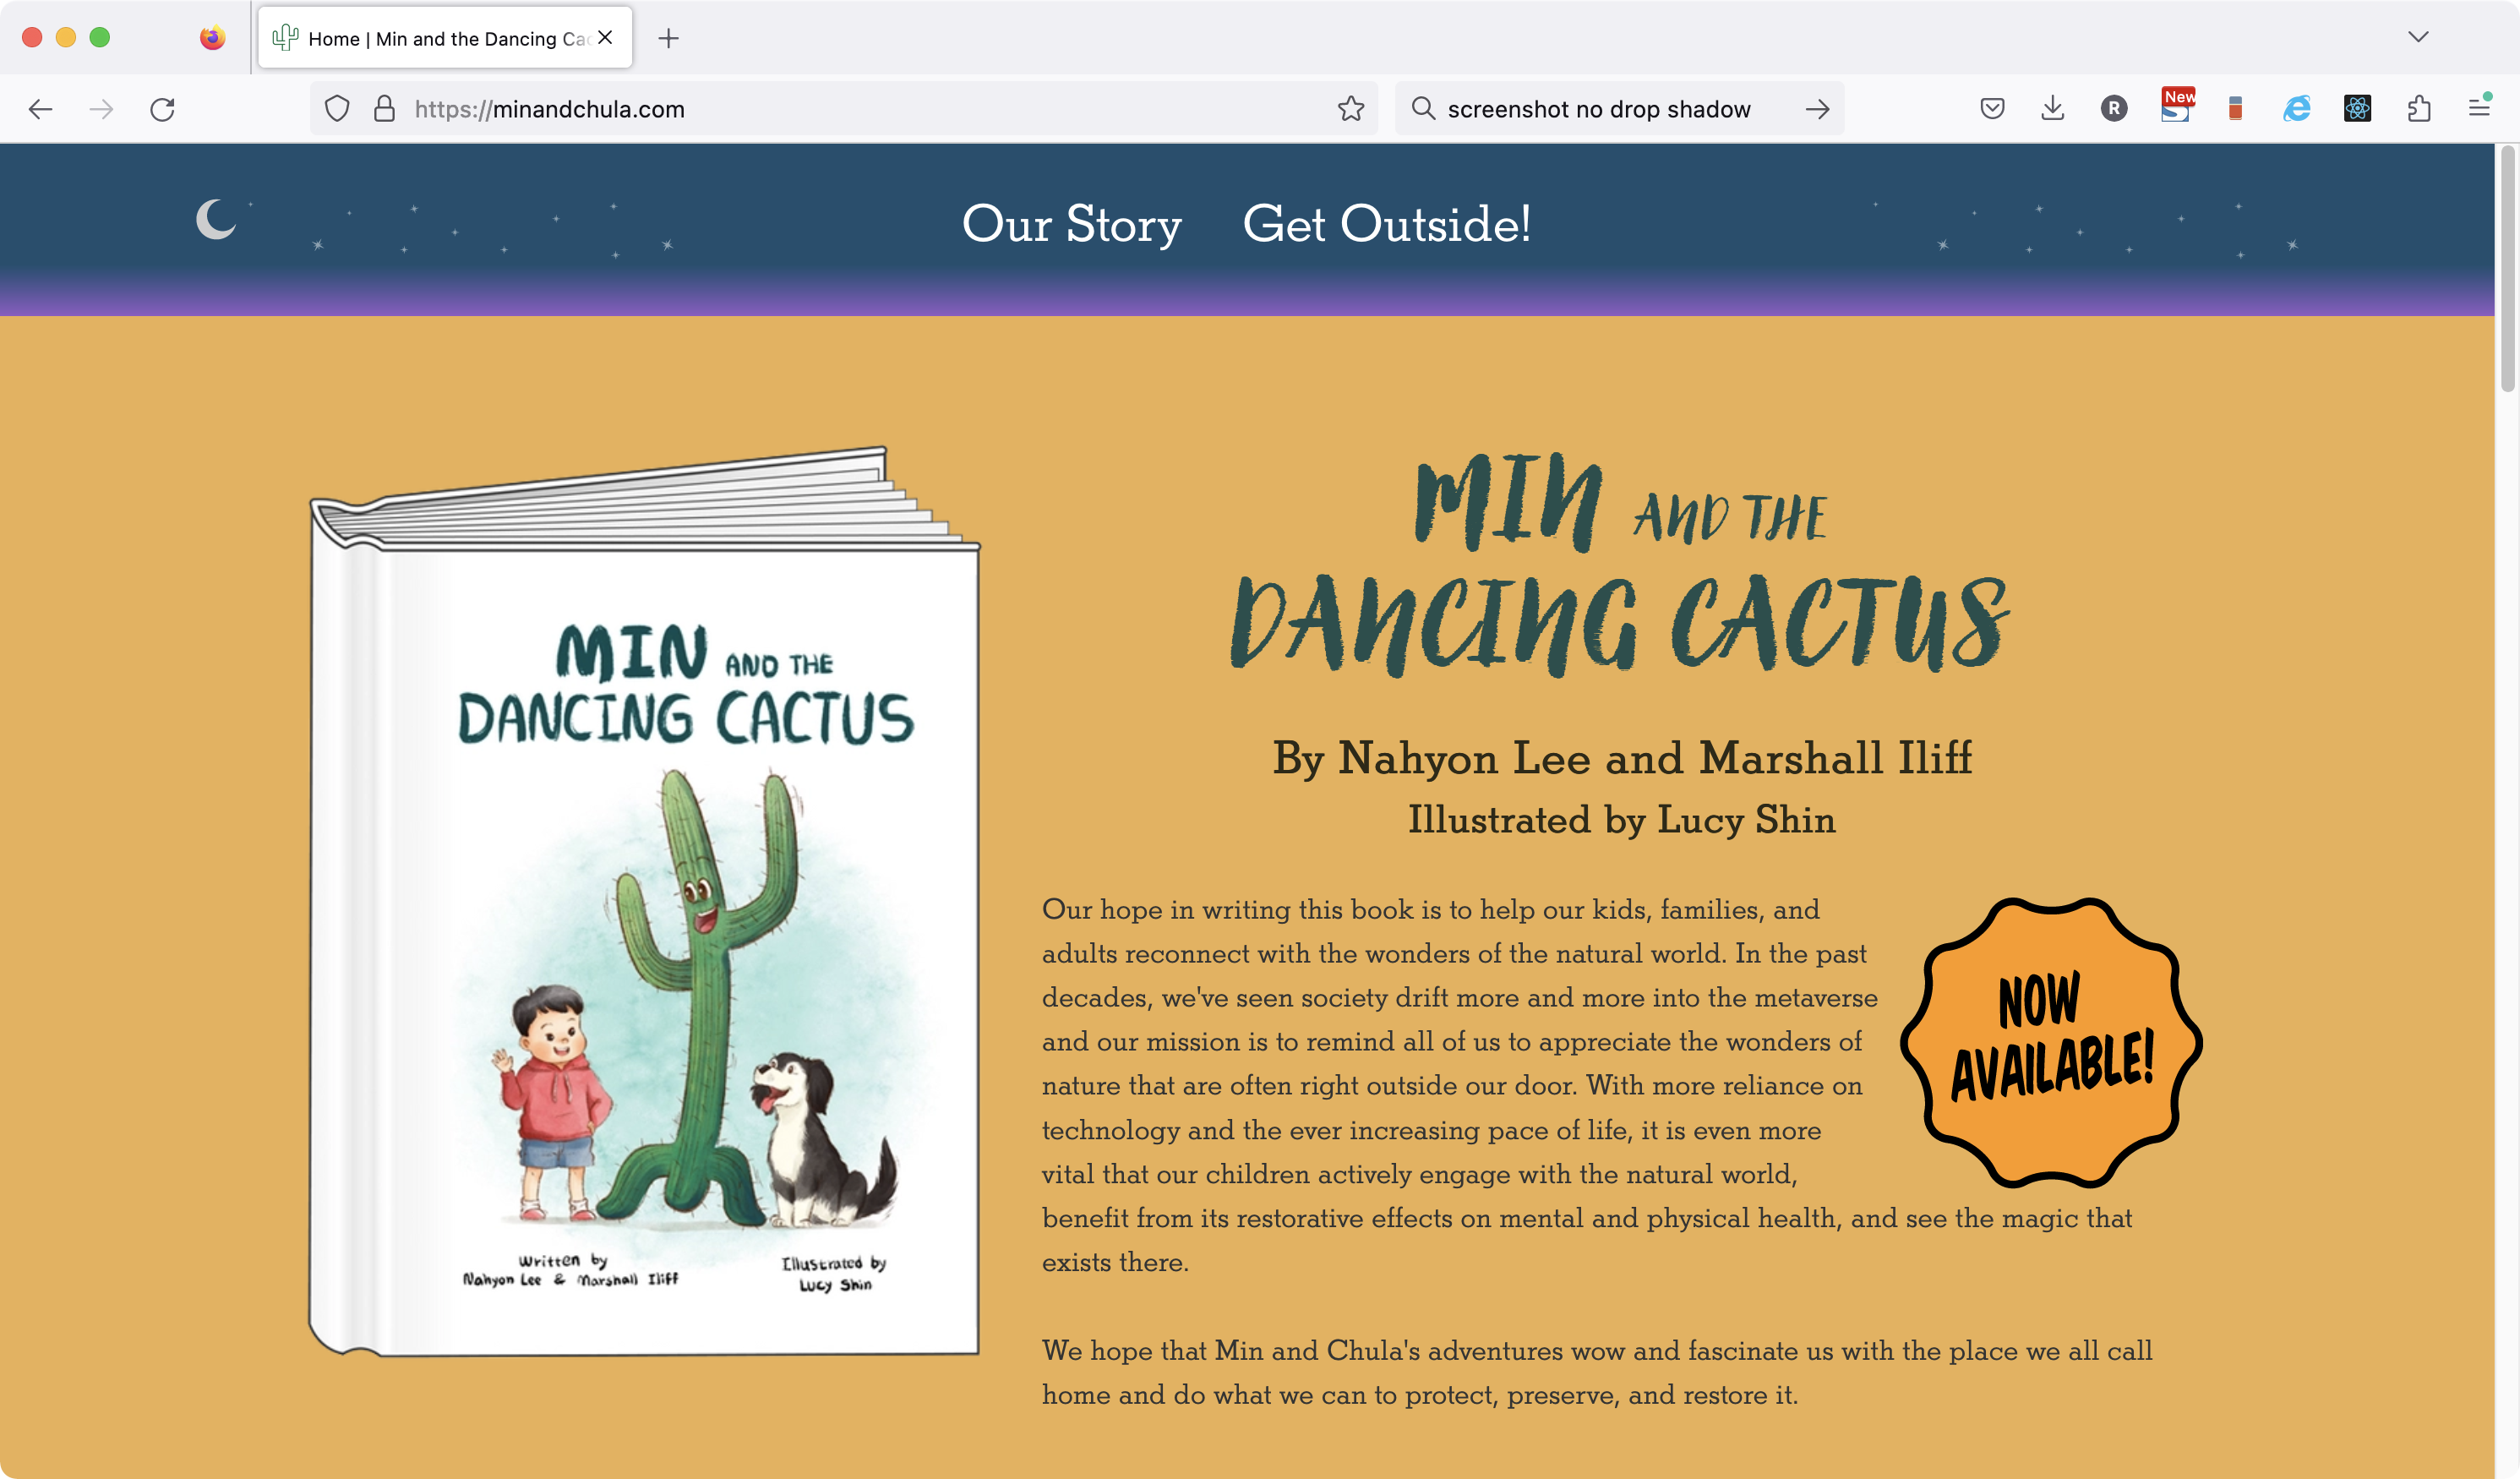 Home | Min and the Dancing Cac
https://minandchula.com
screenshot no drop shadow
R
New
Our Story Get Outside!
MIN AND THE
DANCING CACTUS
Written by
Nahyon Lee & Marshall Iliff
Illustrated by
Lucy Shin
MIN AND THE
DANCING CACTUS
By Nahyon Lee and Marshall Iliff
Illustrated by Lucy Shin
Our hope in writing this book is to help our kids, families, and
adults reconnect with the wonders of the natural world. In the past
decades, we've seen society drift more and more into the metaverse
and our mission is to remind all of us to appreciate the wonders of
nature that are often right outside our door. With more reliance on
technology and the ever increasing pace of life, it is even more
vital that our children actively engage with the natural world,
benefit from its restorative effects on mental and physical health, and see the magic that
exists there.
NOW
AVAILABLE!
We hope that Min and Chula's adventures wow and fascinate us with the place we all call
home and do what we can to protect, preserve, and restore it.